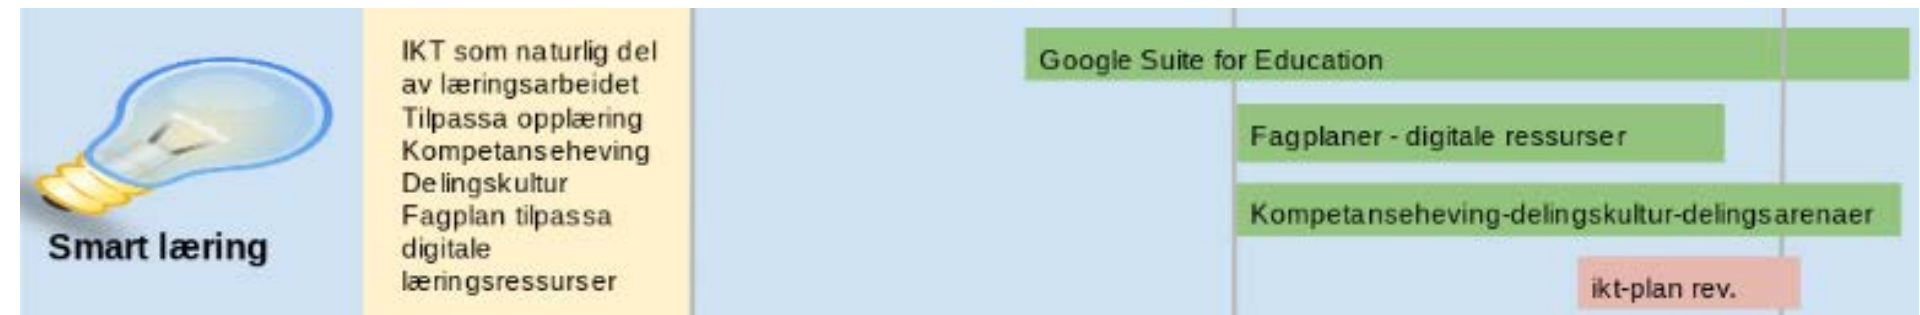 Smart læring
IKT som naturlig del
av læringsarbeidet
Tilpassa opplæring
Kompetanseheving
Delingskultur
Fagplan tilpassa
digitale
læringsressurser
Google Suite for Education
Fagplaner - digitale ressurser
Kompetanseheving-delingskultur-delingsarenaer
ikt-plan rev.